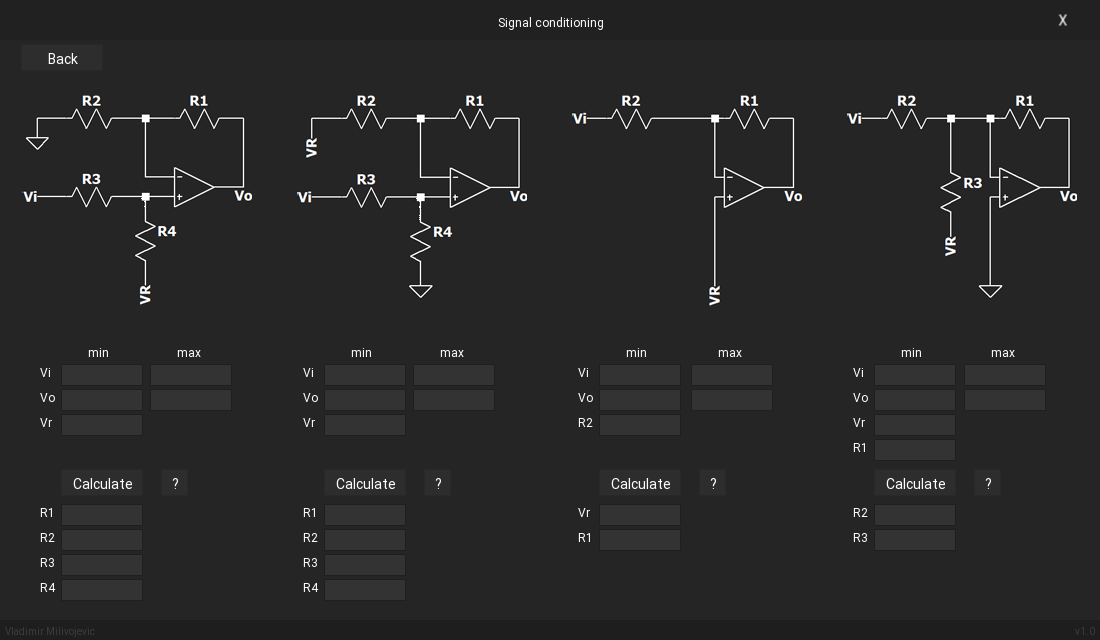 Signal conditioning X
Back
R2 R1 R2 R1 R2 R1 R2 R1
Vi Vi
VR
R3 R3 R3
Vi Vo Vi Vo Vo Vo
- + - + - + - +
R4 R4
VR
VR VR
min max min max min max min max
Vi Vi Vi Vi
Vo Vo Vo Vo
Vr Vr R2 Vr
R1
Calculate ? Calculate ? Calculate ? Calculate ?
R1 R1 Vr R2
R2 R2 R1 R3
R3 R3
R4 R4
Vladimir Milivojevic v1.0